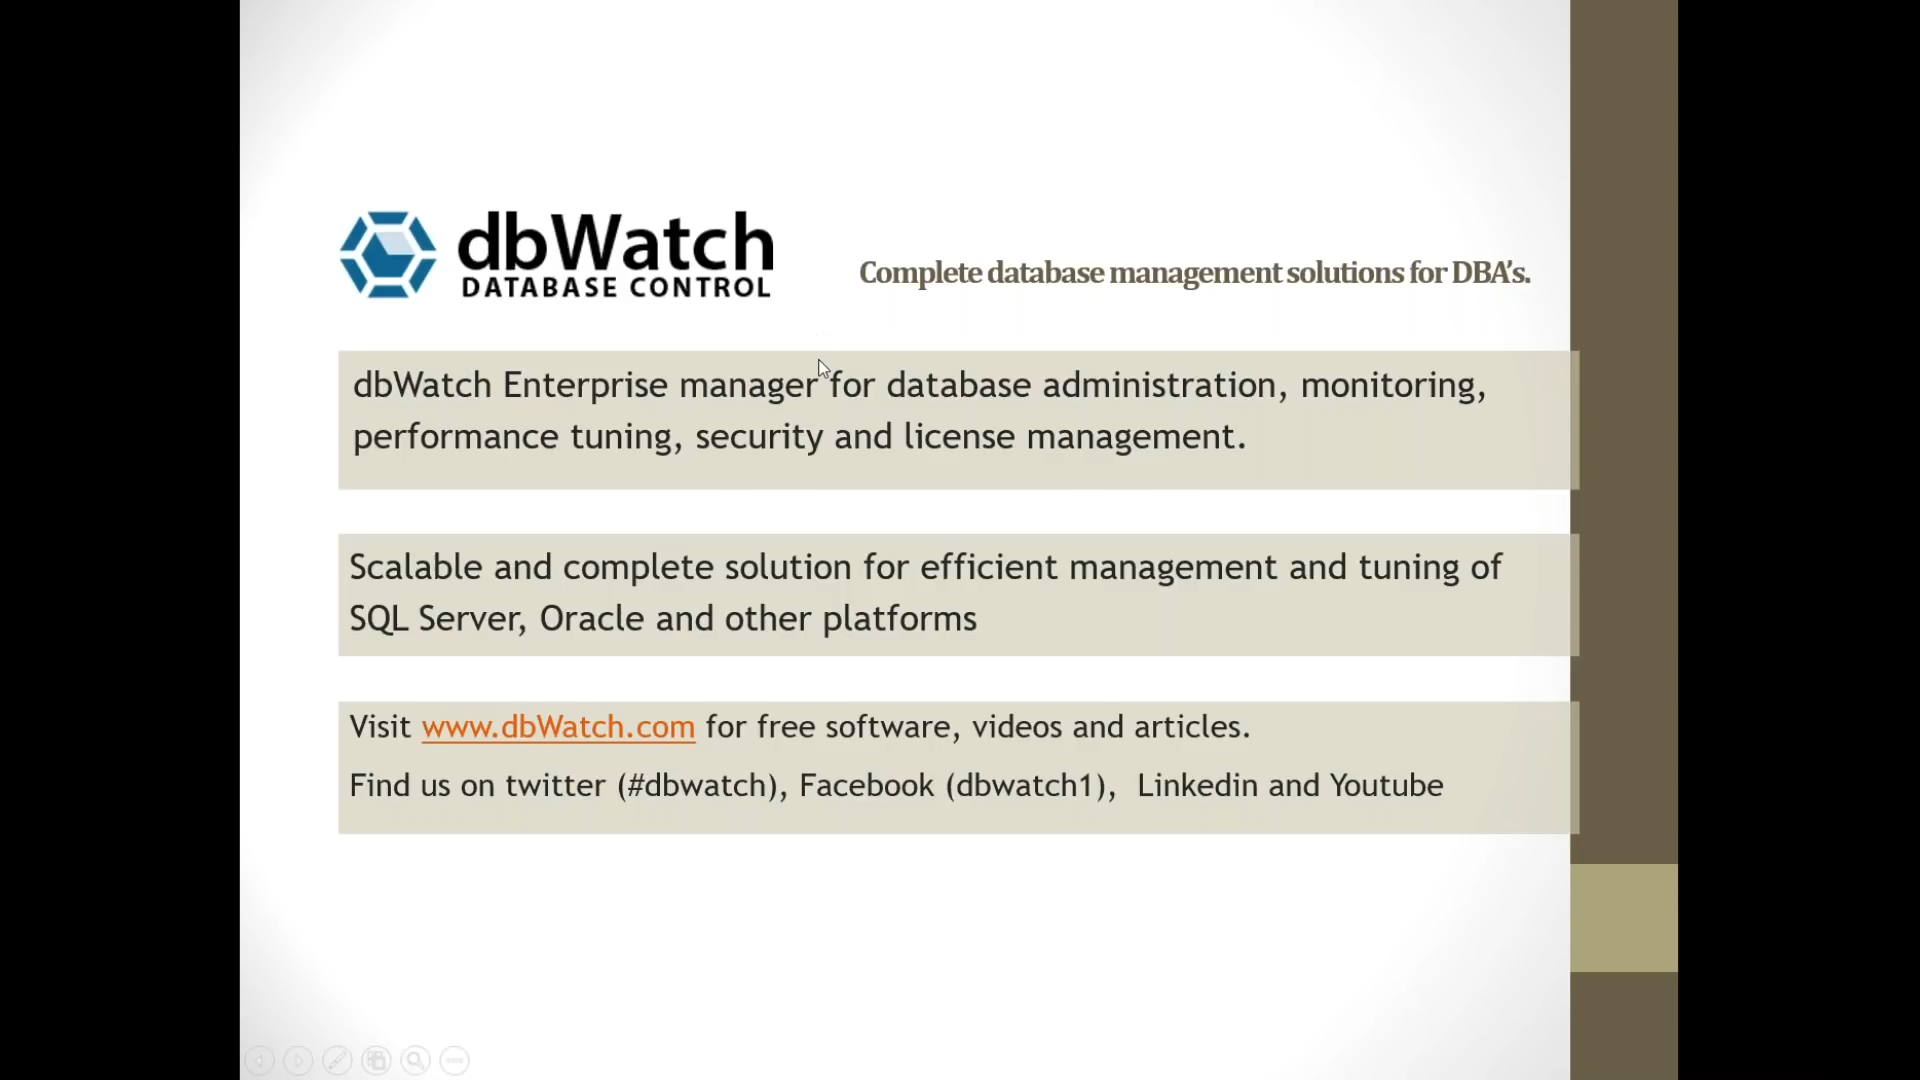 dbWatch
DATABASE CONTROL
Complete database management solutions for DBA's.
dbWatch Enterprise manager for database administration, monitoring,
performance tuning, security and license management.
Scalable and complete solution for efficient management and tuning of
SQL Server, Oracle and other platforms
Visit www.dbWatch.com for free software, videos and articles.
Find us on twitter (#dbwatch), Facebook (dbwatch1),  Linkedin and Youtube